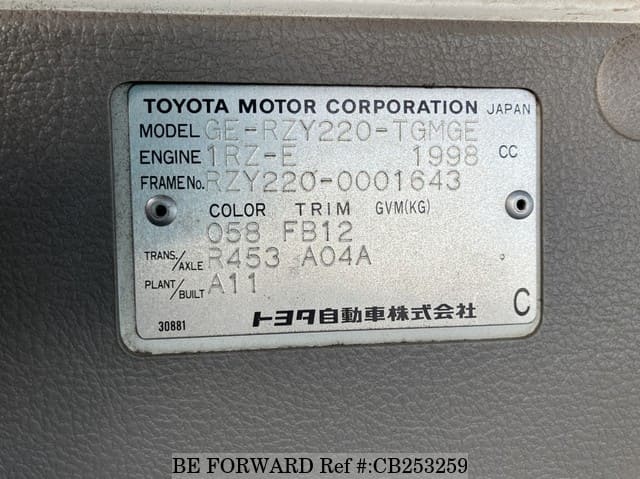 TOYOTA MOTOR CORPORATION JAPAN
MODEL GE-RZY220-TGMGE
ENGINE 1RZ-E 1998 CC
FRAME No. RZY220-0001643
COLOR TRIM GVM(KG)
058 FB12
TRANS./AXLE R453 A04A
PLANT/BUILT A11
30881 トヨタ自動車株式会社 C
BE FORWARD Ref #:CB253259